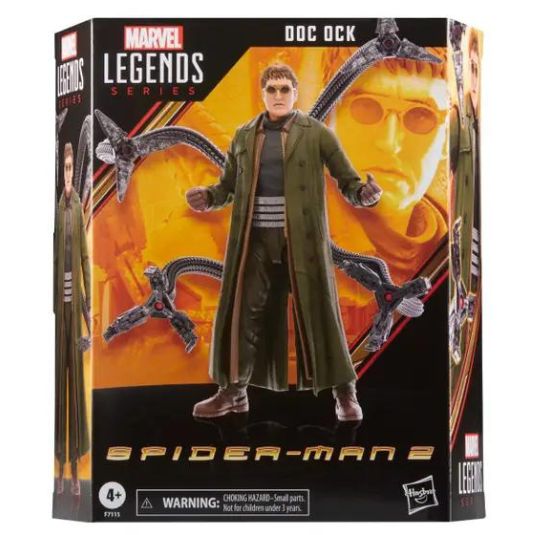 MARVEL
LEGENDS
SERIES
DOC OCK
SPIDER-MAN 2
4+
F7115
WARNING: CHOKING HAZARD–Small parts.
Not for children under 3 years.
Hasbro
MARVEL
LEGENDS
SERIES